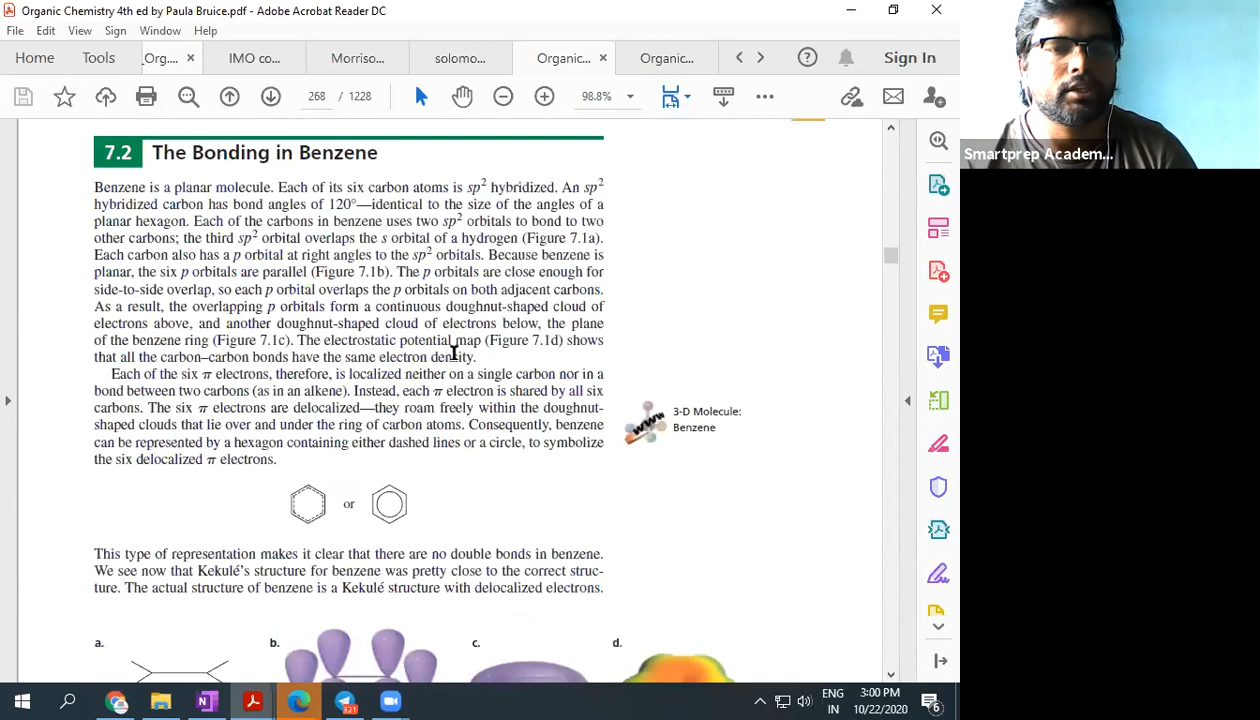 Organic Chemistry 4th ed by Paula Bruice.pdf - Adobe Acrobat Reader DC
File Edit View Sign Window Help
Home Tools _Org.... IMO co... Morriso... solomo... Organic... Organic... Sign In
268 / 1228 98.8%
Smartprep Academ...
7.2 The Bonding in Benzene
Benzene is a planar molecule. Each of its six carbon atoms is sp² hybridized. An sp²
hybridized carbon has bond angles of 120°—identical to the size of the angles of a
planar hexagon. Each of the carbons in benzene uses two sp² orbitals to bond to two
other carbons; the third sp² orbital overlaps the s orbital of a hydrogen (Figure 7.1a).
Each carbon also has a p orbital at right angles to the sp² orbitals. Because benzene is
planar, the six p orbitals are parallel (Figure 7.1b). The p orbitals are close enough for
side-to-side overlap, so each p orbital overlaps the p orbitals on both adjacent carbons.
As a result, the overlapping p orbitals form a continuous doughnut-shaped cloud of
electrons above, and another doughnut-shaped cloud of electrons below, the plane
of the benzene ring (Figure 7.1c). The electrostatic potential map (Figure 7.1d) shows
that all the carbon–carbon bonds have the same electron density.
Each of the six π electrons, therefore, is localized neither on a single carbon nor in a
bond between two carbons (as in an alkene). Instead, each π electron is shared by all six
carbons. The six π electrons are delocalized—they roam freely within the doughnut-
shaped clouds that lie over and under the ring of carbon atoms. Consequently, benzene
can be represented by a hexagon containing either dashed lines or a circle, to symbolize
the six delocalized π electrons.
www 3-D Molecule:
Benzene
or
This type of representation makes it clear that there are no double bonds in benzene.
We see now that Kekulé's structure for benzene was pretty close to the correct struc-
ture. The actual structure of benzene is a Kekulé structure with delocalized electrons.
a. b. c. d.
321
ENG
IN
3:00 PM
10/22/2020
6